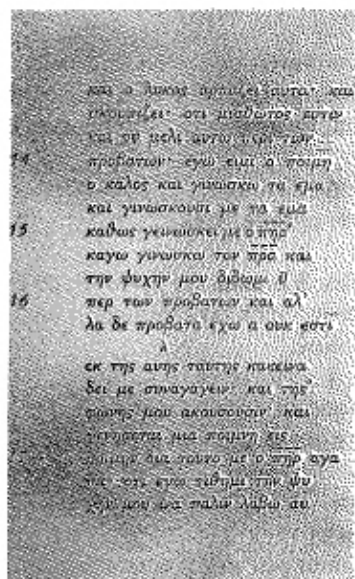 και ο λυκος αρπαζει αυτα· και
σκορπιζει· οτι μισθωτος εστιν
και ου μελι αυτω περι των
14 προβατων· εγω ειμι ο ποιμη
ο καλος και γινωσκω τα εμα
και γινωσκουσι με τα εμα
15 καθως γεινωσκει με ο πηρ
καγω γινωσκω τον πρα και
την ψυχην μου διδωμι ϋ
16 περ των προβατων και αλ'
λα δε προβατα εχω α ουκ εστι
εκ της αυης ταυτης κακεινα
δει με συναγαγειν· και της
φωνης μου ακουσουσιν· και
γενησεται μια ποιμνη εις
ποιμην δια τουτο με ο πηρ αγα
οτι εγω τιθημι την ψυ
χην μου ινα παλιν λαβω αυ